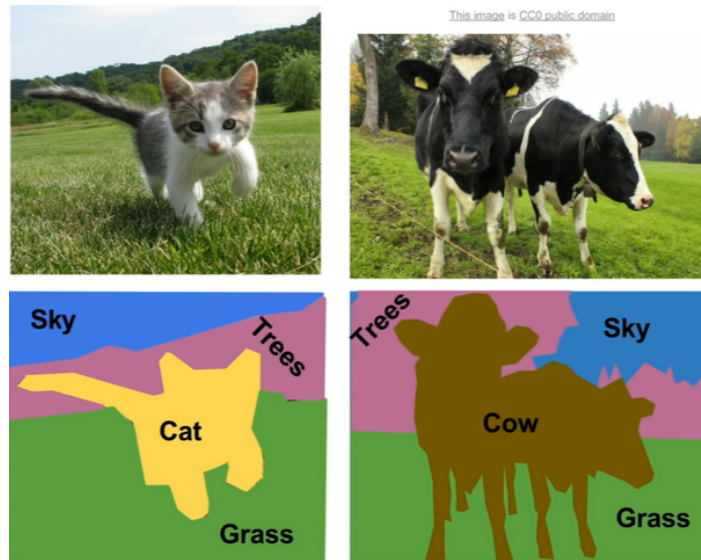 This image is CC0 public domain
Sky
Trees
Cat
Grass
Trees
Sky
Cow
Grass